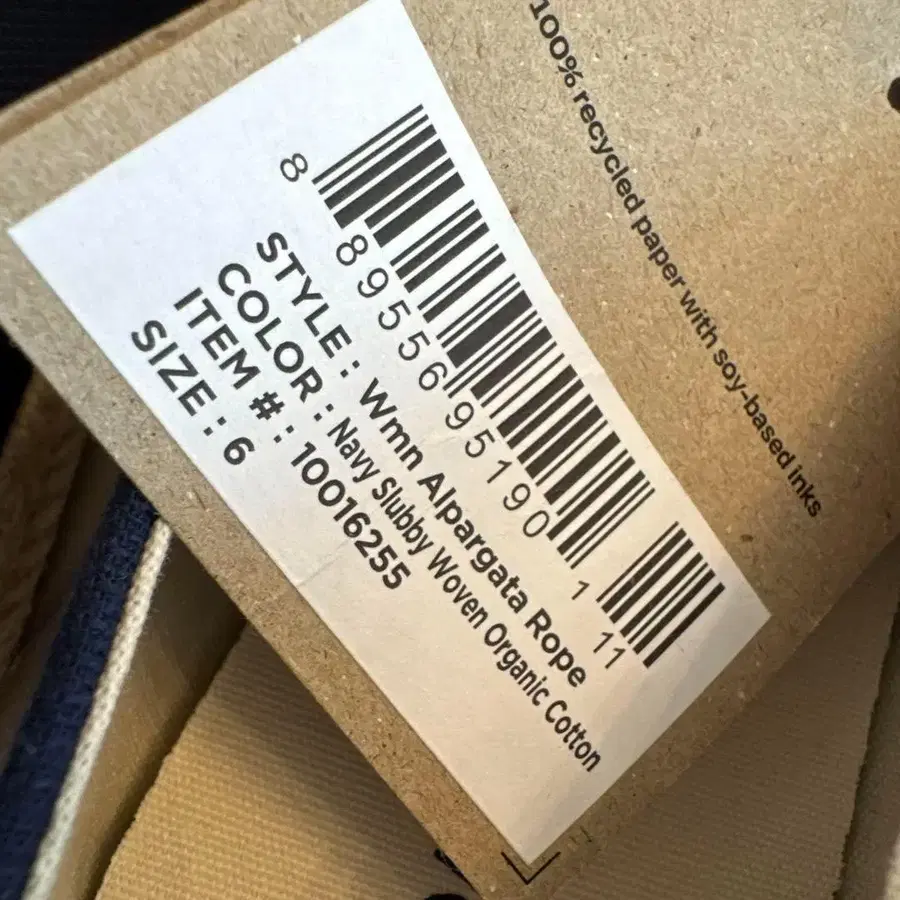 100% recycled paper with soy-based inks
8 89556 95190 1 11
STYLE : Wmn Alpargata Rope
COLOR : Navy Slubby Woven Organic Cotton
ITEM #: 10016255
SIZE : 6